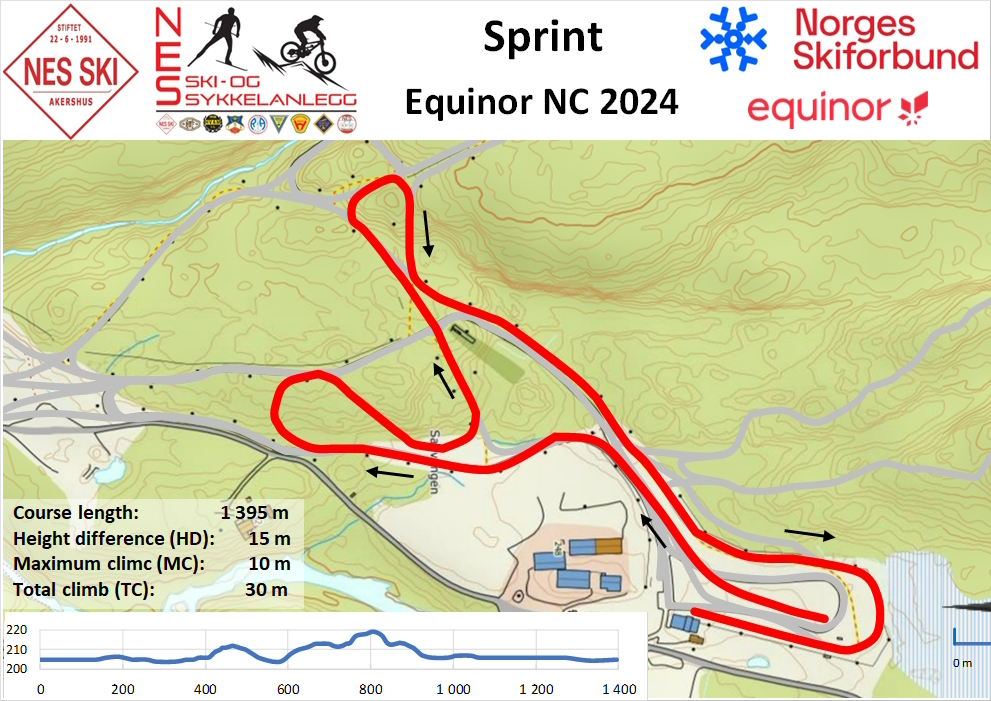 STIFTET
22 - 6 - 1991
NES SKI
AKERSHUS
NES
SKI-OG
SYKKELANLEGG
Sprint
Equinor NC 2024
Norges
Skiforbund
equinor
248
Course length: 1 395 m
Height difference (HD): 15 m
Maximum climc (MC): 10 m
Total climb (TC): 30 m
220
210
200
0 200 400 600 800 1 000 1 200 1 400
0 m